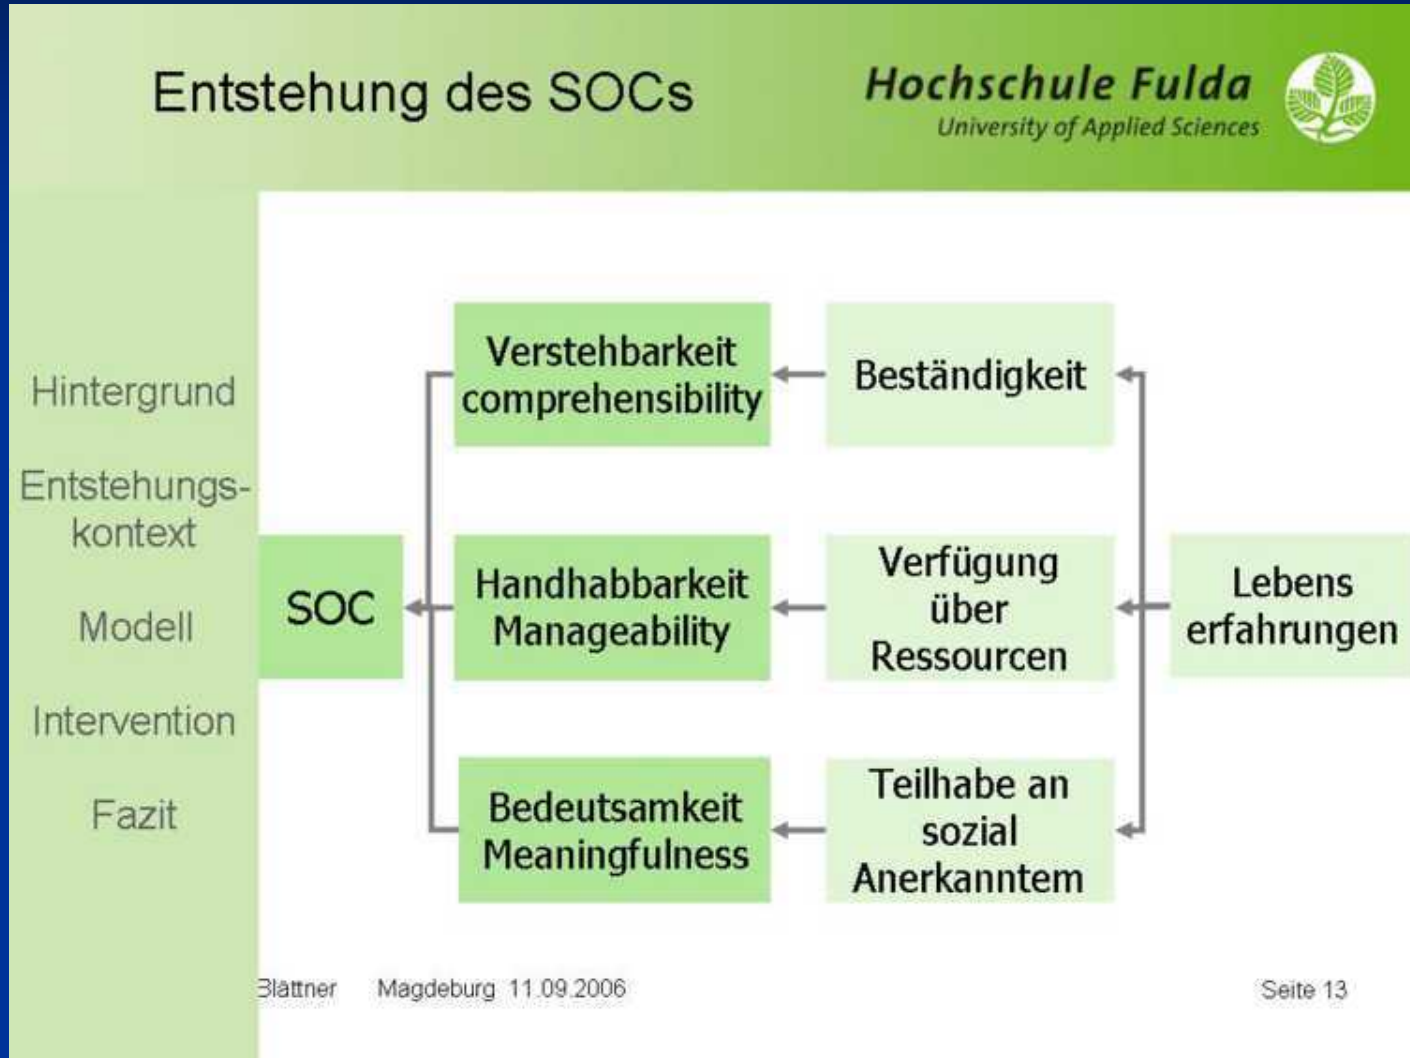 Entstehung des SOCs
Hochschule Fulda
University of Applied Sciences
Hintergrund
Entstehungs-
kontext
Modell
Intervention
Fazit
SOC
Verstehbarkeit
comprehensibility
Handhabbarkeit
Manageability
Bedeutsamkeit
Meaningfulness
Beständigkeit
Verfügung
über
Ressourcen
Teilhabe an
sozial
Anerkanntem
Lebens
erfahrungen
Blättner Magdeburg 11.09.2006
Seite 13